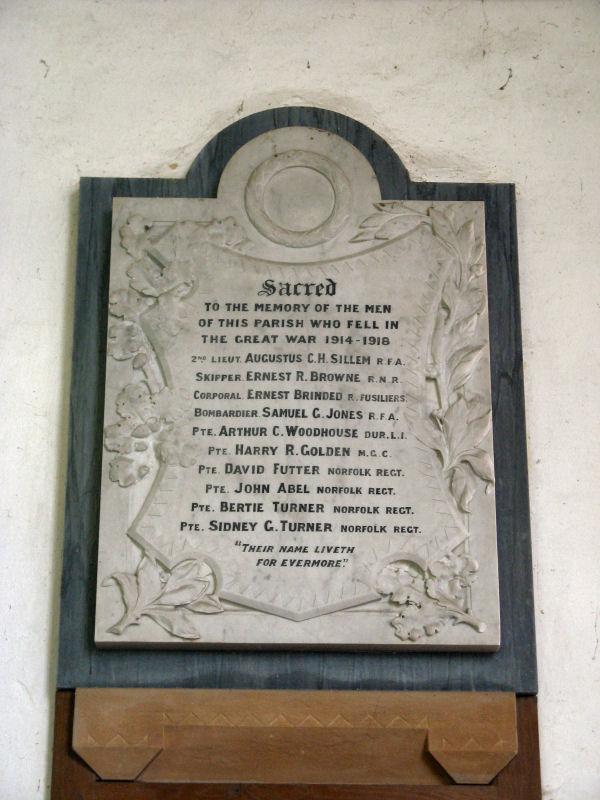 Sacred
TO THE MEMORY OF THE MEN
OF THIS PARISH WHO FELL IN
THE GREAT WAR 1914-1918
2ND LIEUT. AUGUSTUS C.H. SILLEM R.F.A.
SKIPPER ERNEST R. BROWNE R.N.R.
CORPORAL ERNEST BRINDED R. FUSILIERS.
BOMBARDIER SAMUEL G. JONES R.F.A.
PTE. ARTHUR C. WOODHOUSE DUR.L.I.
PTE. HARRY R. GOLDEN M.G.C.
PTE. DAVID FUTTER NORFOLK REGT.
PTE. JOHN ABEL NORFOLK REGT.
PTE. BERTIE TURNER NORFOLK REGT.
PTE. SIDNEY G. TURNER NORFOLK REGT.
"THEIR NAME LIVETH
FOR EVERMORE."